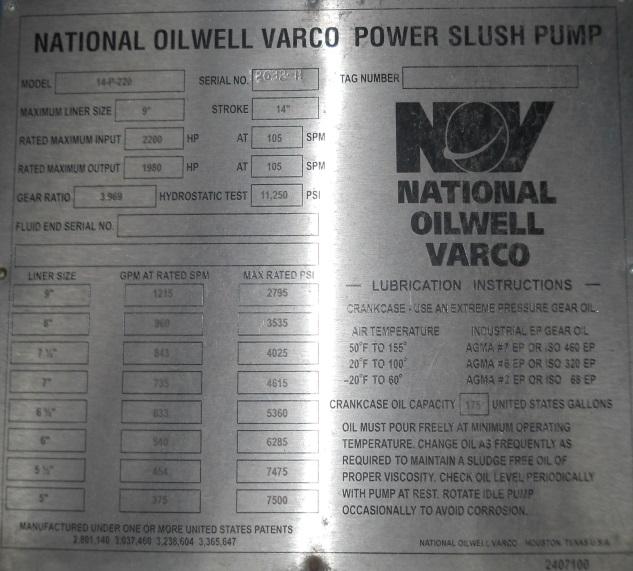 NATIONAL OILWELL VARCO POWER SLUSH PUMP
MODEL 14-P-220 SERIAL NO. TAG NUMBER
MAXIMUM LINER SIZE 9" STROKE 14"
RATED MAXIMUM INPUT 2200 HP AT 105 SPM
RATED MAXIMUM OUTPUT 1980 HP AT 105 SPM
GEAR RATIO 3.969 HYDROSTATIC TEST 11,250 PSI
FLUID END SERIAL NO.
LINER SIZE GPM AT RATED SPM MAX RATED PSI
9" 1215 2795
8" 960 3535
7 ½" 843 4025
7" 735 4615
6 ½" 633 5360
6" 540 6285
5 ½" 454 7475
5" 375 7500
MANUFACTURED UNDER ONE OR MORE UNITED STATES PATENTS
2,801,140 3,037,460 3,238,604 3,365,647
NOV
NATIONAL
OILWELL
VARCO
LUBRICATION INSTRUCTIONS
CRANKCASE - USE AN EXTREME PRESSURE GEAR OIL.
AIR TEMPERATURE INDUSTRIAL EP GEAR OIL
50°F TO 155° AGMA #7 EP OR ISO 460 EP
20°F TO 100° AGMA #6 EP OR ISO 320 EP
-20°F TO 60° AGMA #2 EP OR ISO 68 EP
CRANKCASE OIL CAPACITY 175 UNITED STATES GALLONS
OIL MUST POUR FREELY AT MINIMUM OPERATING
TEMPERATURE. CHANGE OIL AS FREQUENTLY AS
REQUIRED TO MAINTAIN A SLUDGE FREE OIL OF
PROPER VISCOSITY. CHECK OIL LEVEL PERIODICALLY
WITH PUMP AT REST. ROTATE IDLE PUMP
OCCASIONALLY TO AVOID CORROSION.
NATIONAL OILWELL VARCO HOUSTON, TEXAS U.S.A.
2407100